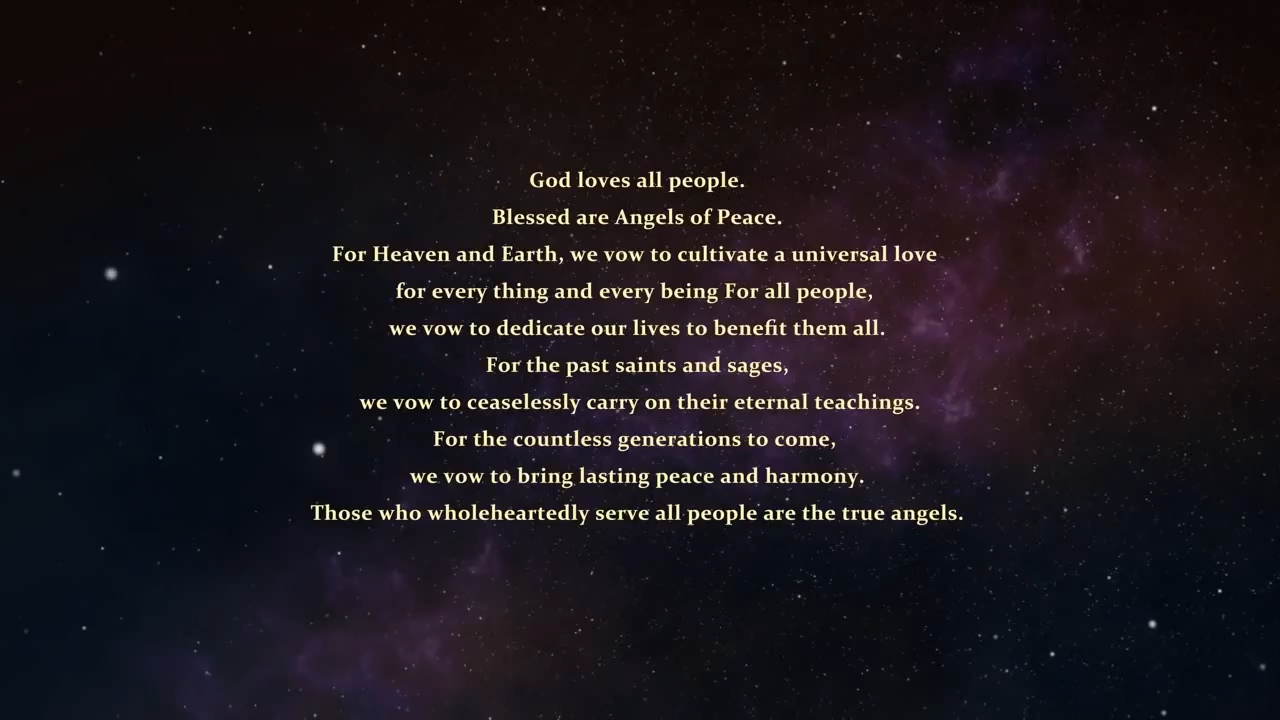 God loves all people.
Blessed are Angels of Peace.
For Heaven and Earth, we vow to cultivate a universal love
for every thing and every being For all people,
we vow to dedicate our lives to benefit them all.
For the past saints and sages,
we vow to ceaselessly carry on their eternal teachings.
For the countless generations to come,
we vow to bring lasting peace and harmony.
Those who wholeheartedly serve all people are the true angels.